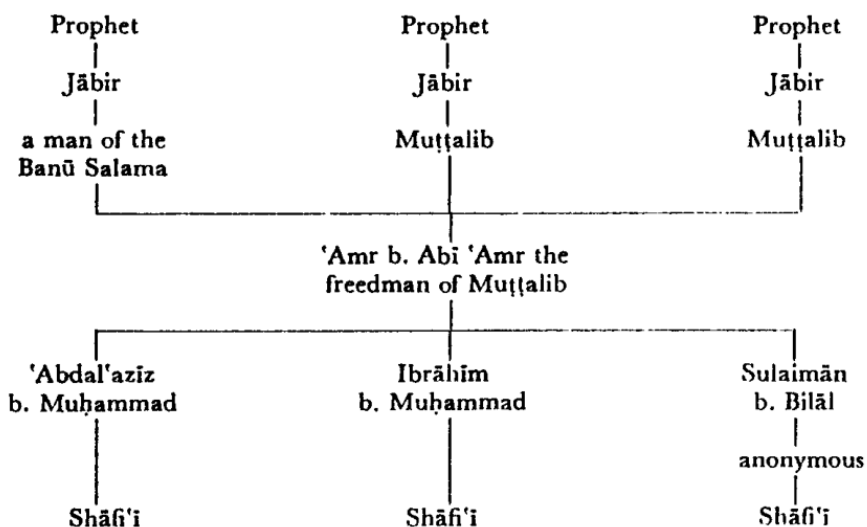 Prophet Prophet Prophet
Jābir Jābir Jābir
a man of the
Banū Salama
Muṭṭalib Muṭṭalib
ʿAmr b. Abī ʿAmr the
freedman of Muṭṭalib
ʿAbdalʿazīz
b. Muḥammad
Ibrāhīm
b. Muḥammad
Sulaimān
b. Bilāl
anonymous
Shāfiʿī Shāfiʿī Shāfiʿī